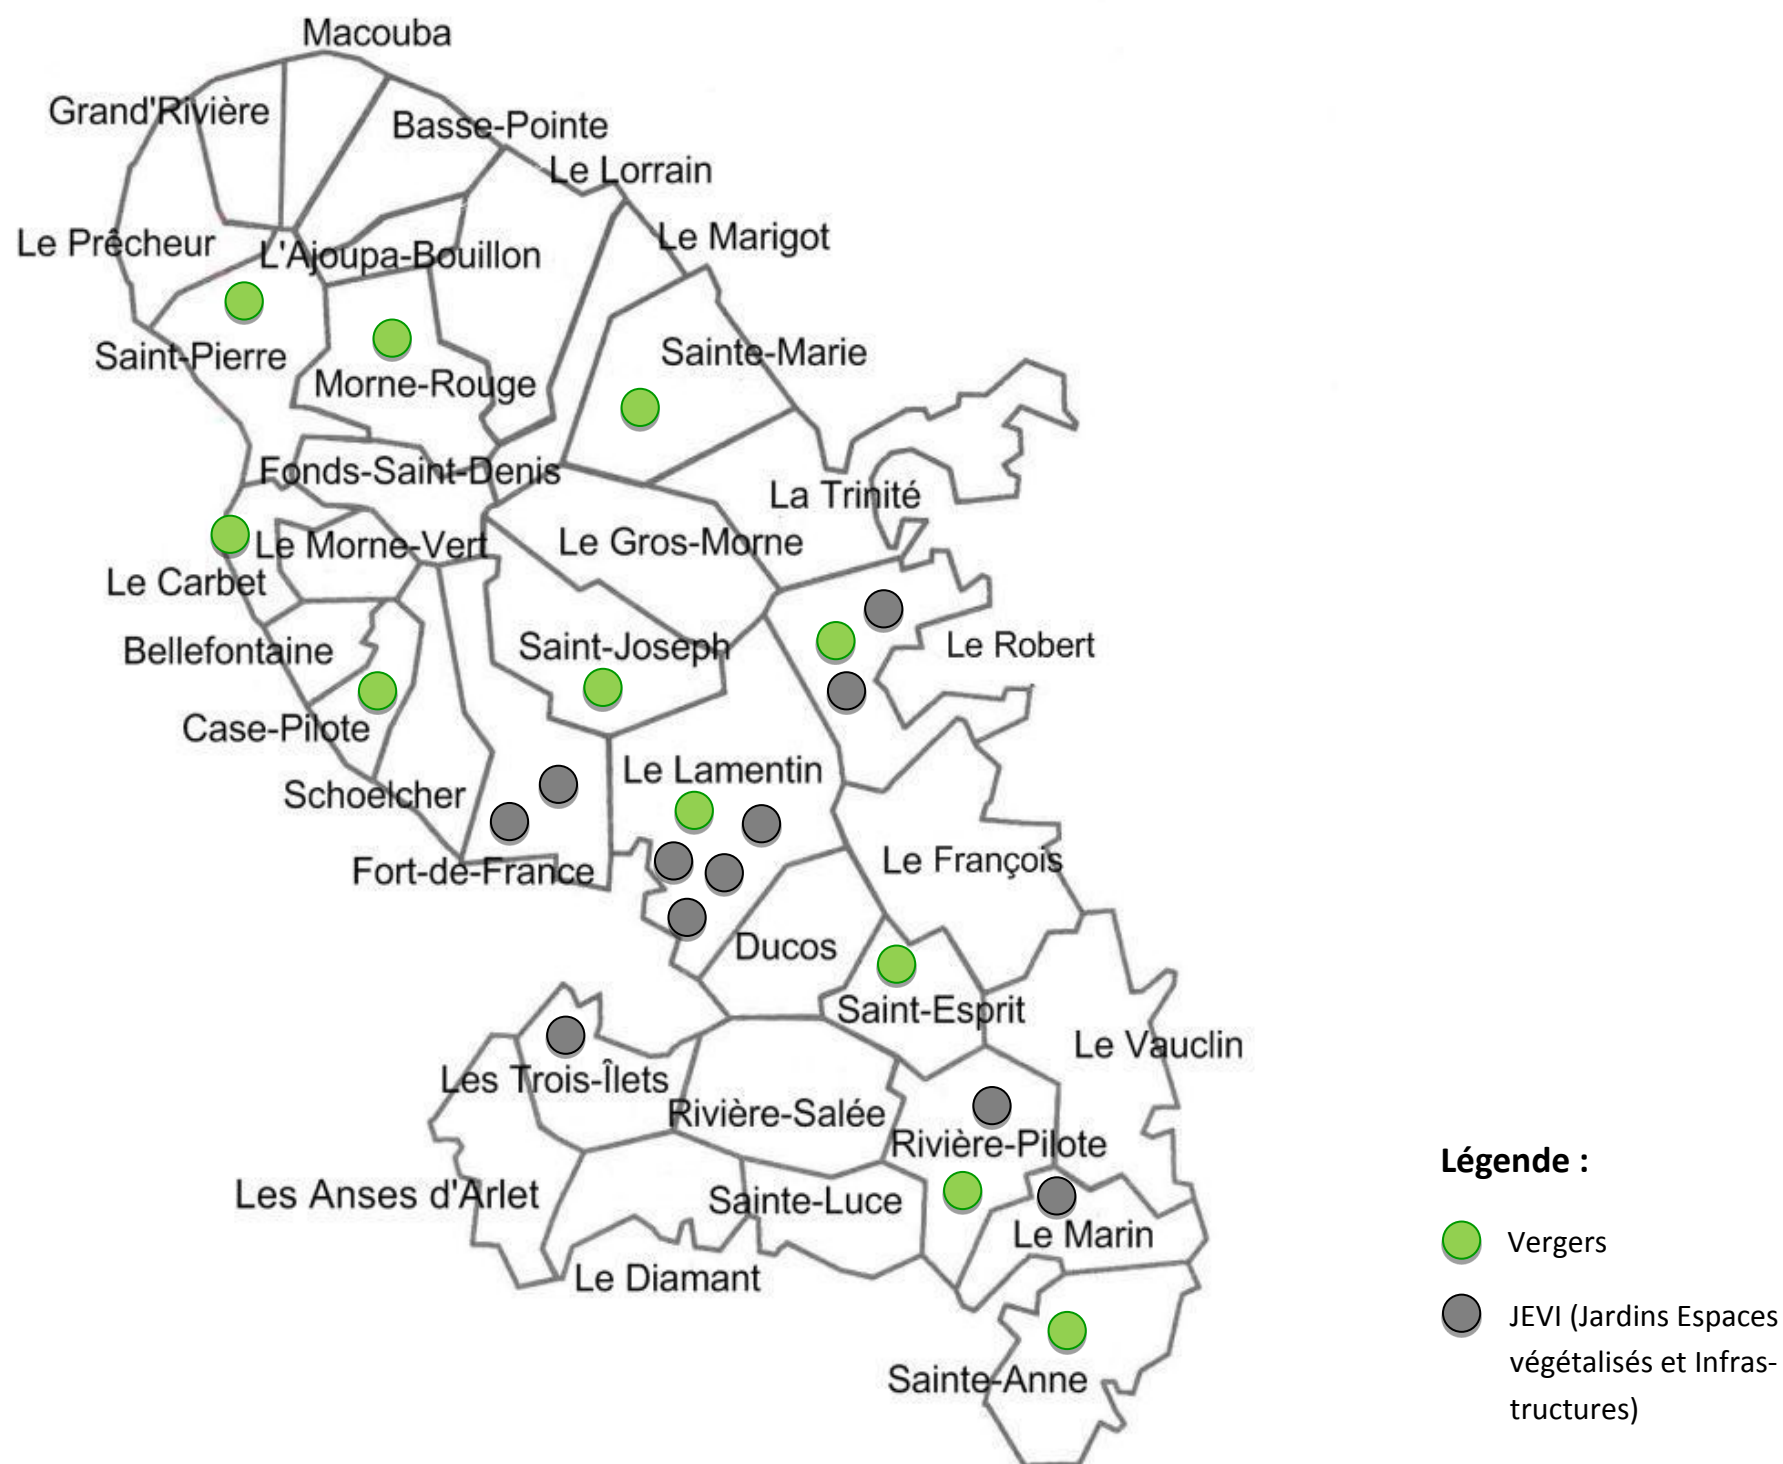 Macouba
Grand'Rivière
Basse-Pointe
Le Lorrain
Le Marigot
Le Prêcheur
L'Ajoupa-Bouillon
Saint-Pierre
Sainte-Marie
Morne-Rouge
Fonds-Saint-Denis
La Trinité
Le Morne-Vert
Le Gros-Morne
Le Carbet
Bellefontaine
Saint-Joseph
Le Robert
Case-Pilote
Schoelcher
Le Lamentin
Fort-de-France
Le François
Ducos
Saint-Esprit
Le Vauclin
Les Trois-Îlets
Rivière-Salée
Rivière-Pilote
Les Anses d'Arlet
Sainte-Luce
Le Marin
Le Diamant
Sainte-Anne
Légende :
Vergers
JEVI (Jardins Espaces
végétalisés et Infras-
tructures)